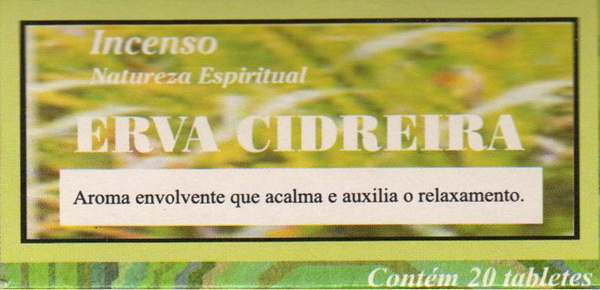 Incenso
Natureza Espiritual
ERVA CIDREIRA
Aroma envolvente que acalma e auxilia o relaxamento.
Contém 20 tabletes